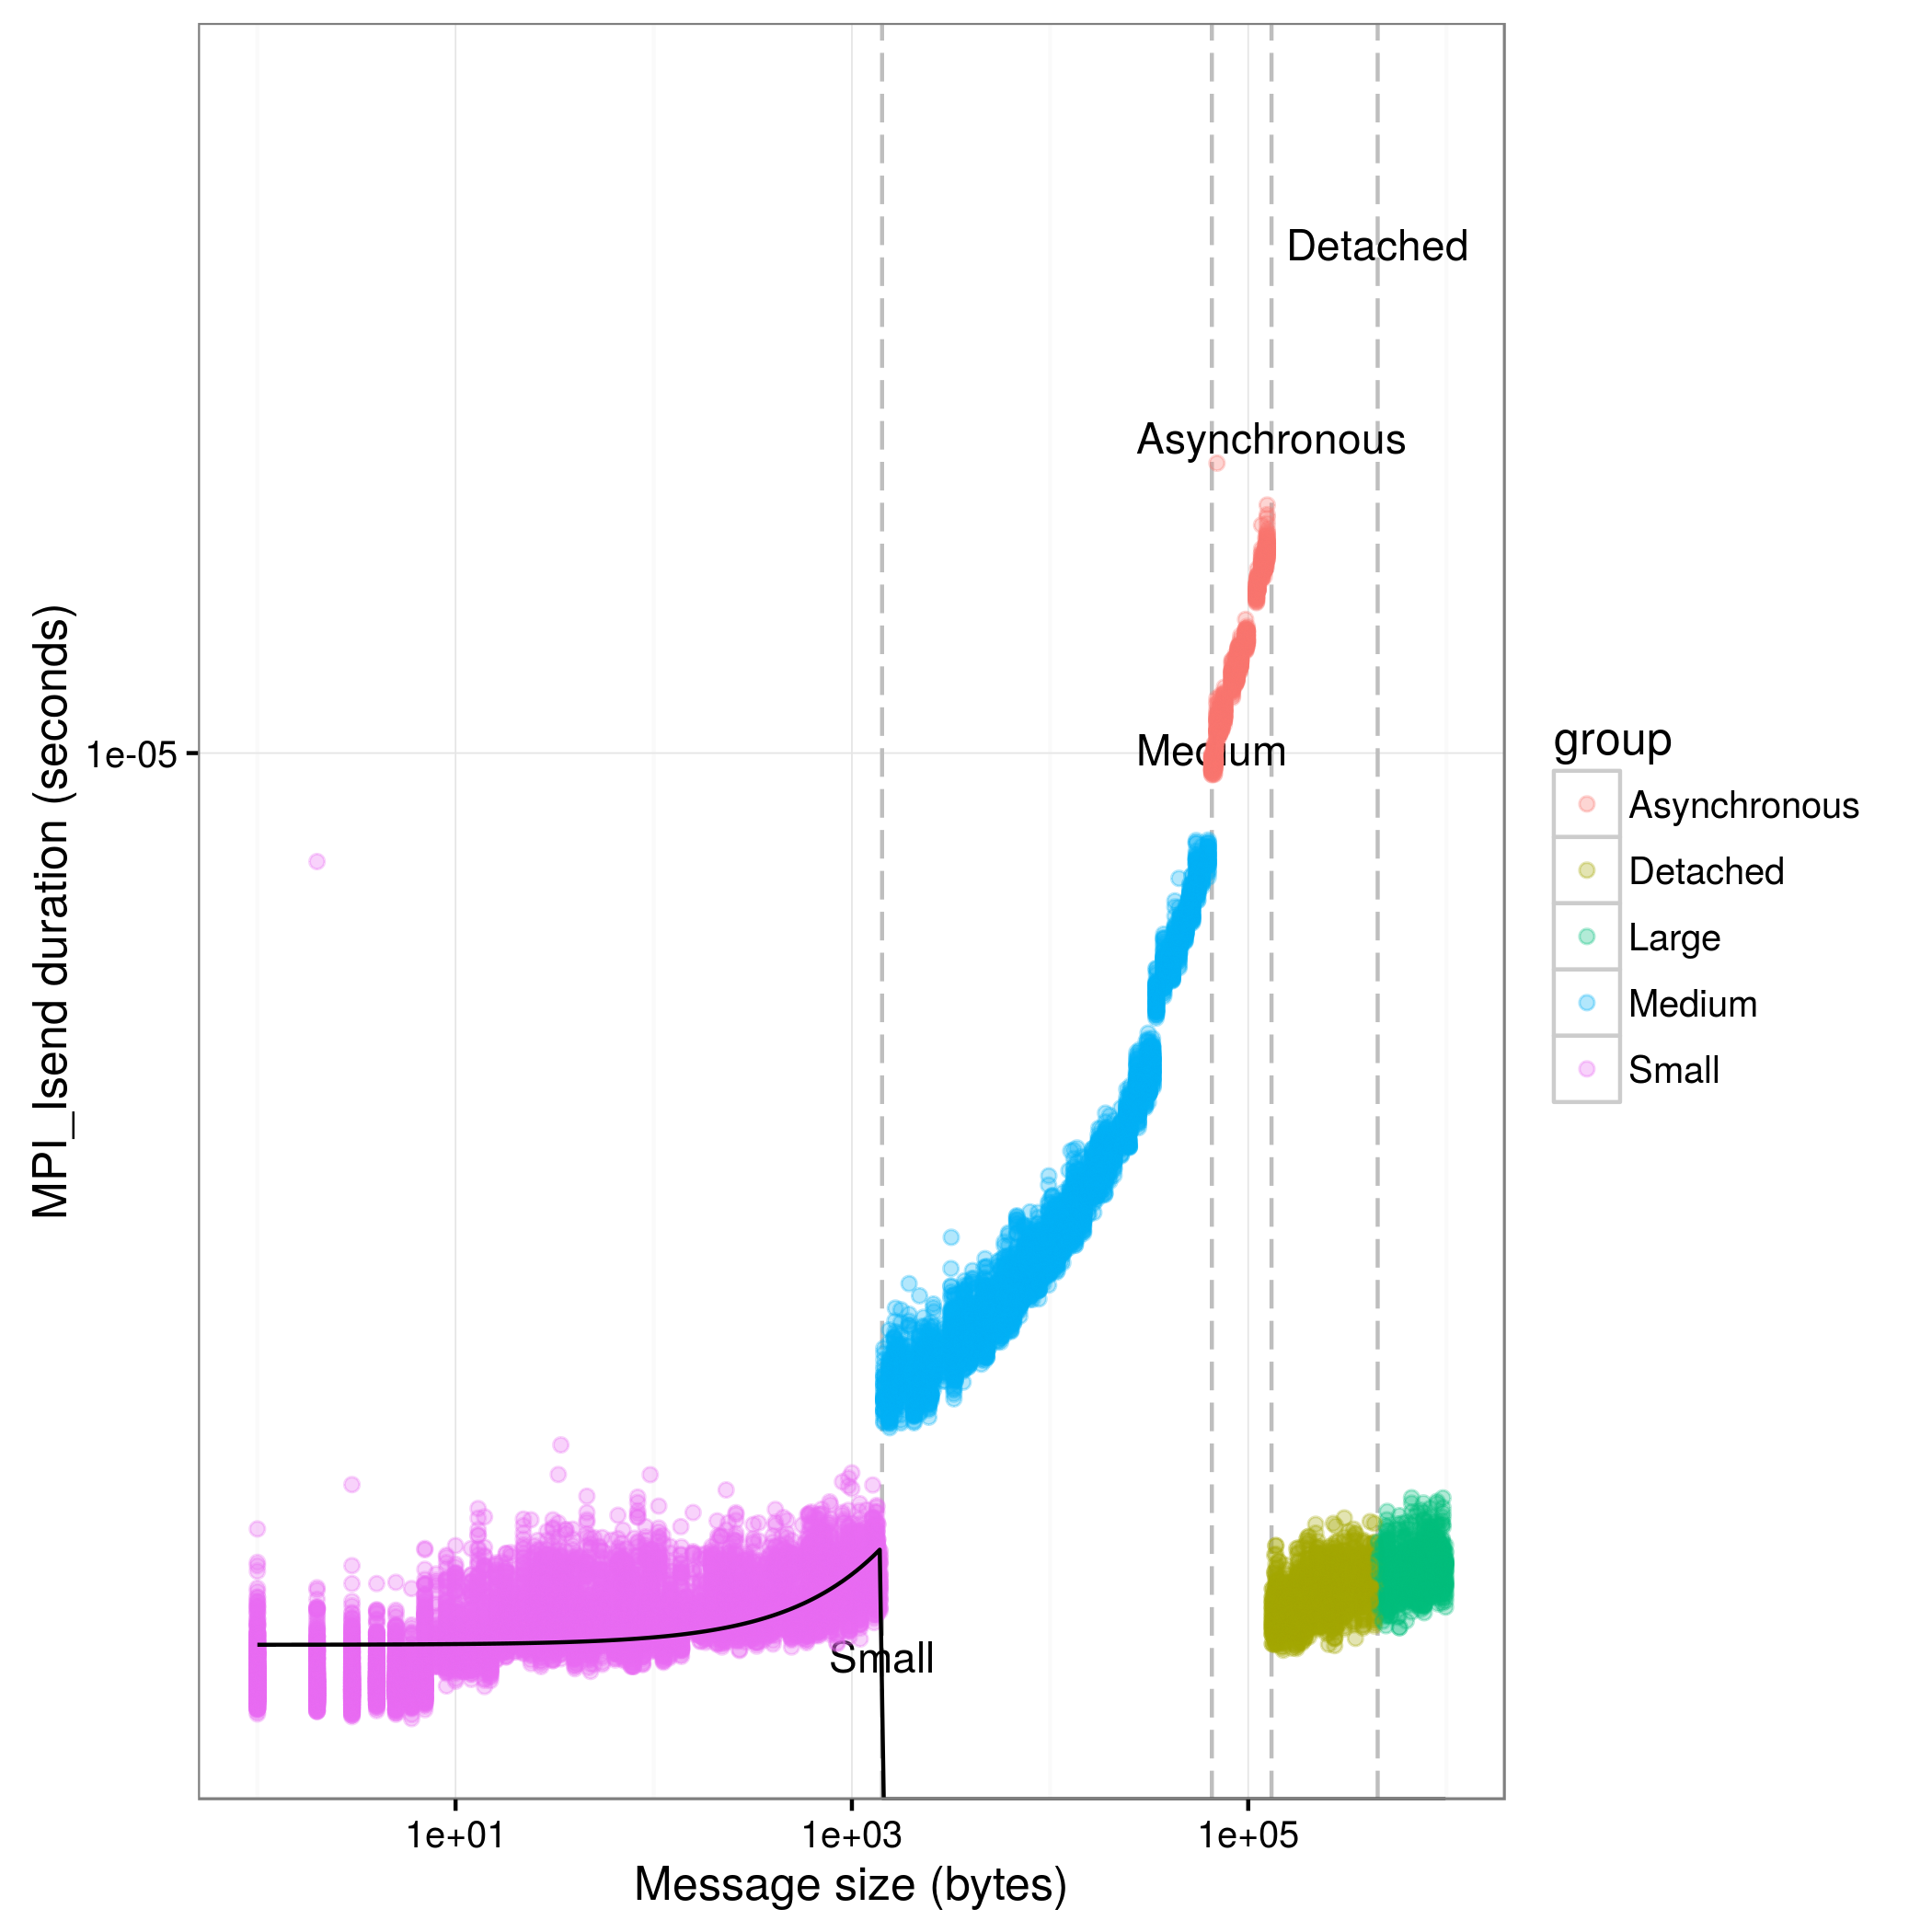 Detached
Asynchronous
Medium
Small
1e-05
MPI_Isend duration (seconds)
1e+01
1e+03
1e+05
Message size (bytes)
group
Asynchronous
Detached
Large
Medium
Small